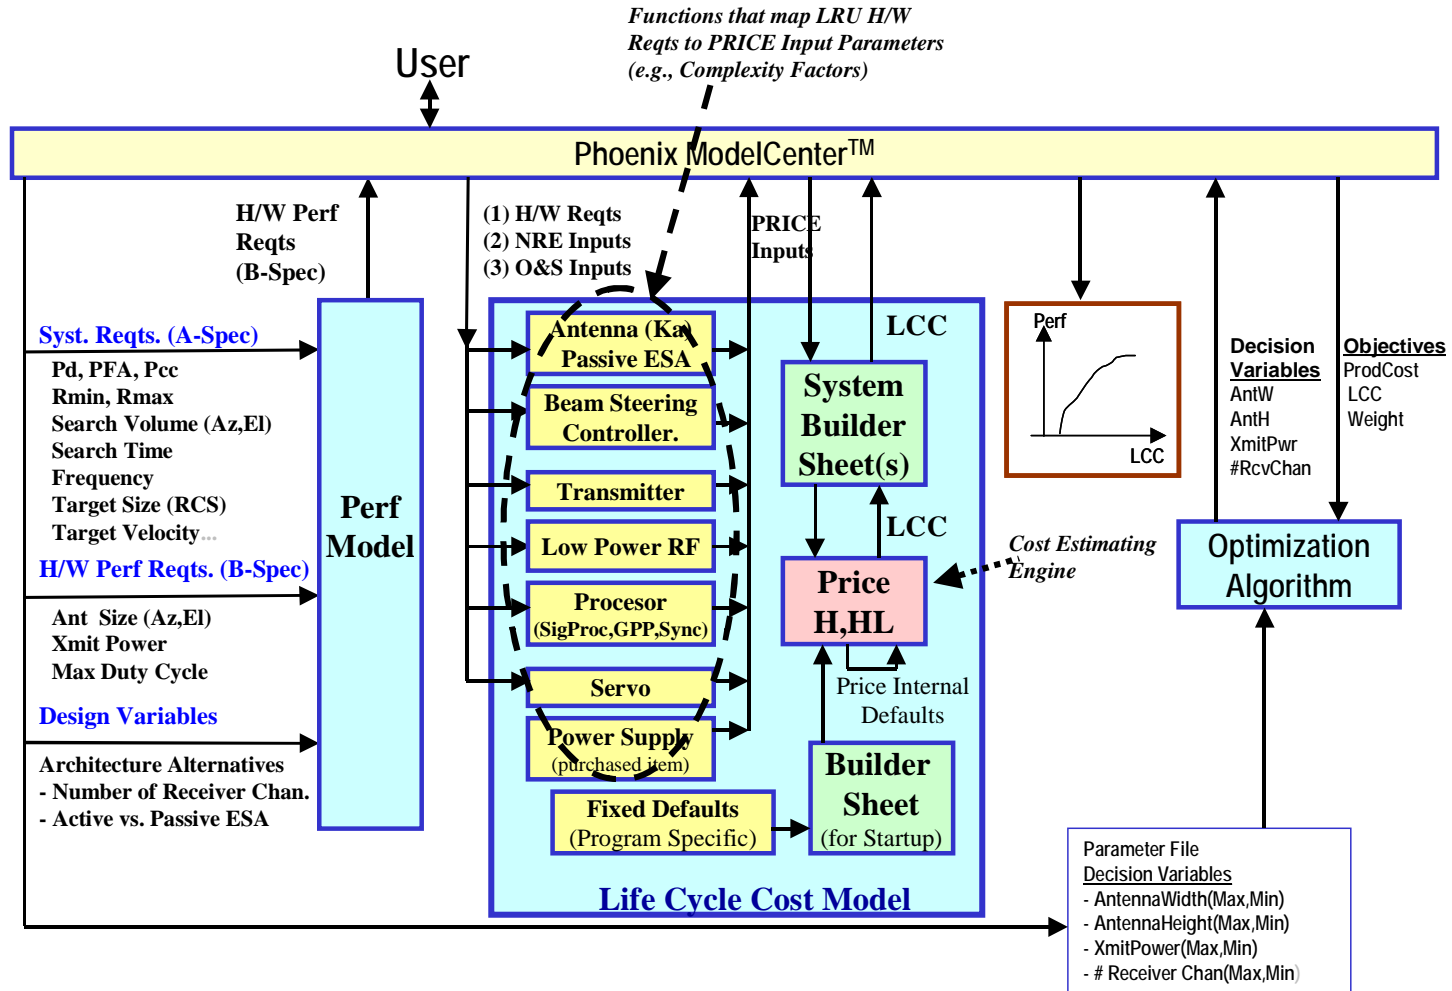 Functions that map LRU H/W
Reqts to PRICE Input Parameters
(e.g., Complexity Factors)
User
Phoenix ModelCenter™
H/W Perf
Reqts
(B-Spec)
(1) H/W Reqts
(2) NRE Inputs
(3) O&S Inputs
PRICE
Inputs
Syst. Reqts. (A-Spec)
Pd, PFA, Pcc
Rmin, Rmax
Search Volume (Az,El)
Search Time
Frequency
Target Size (RCS)
Target Velocity...
H/W Perf Reqts. (B-Spec)
Ant Size (Az,El)
Xmit Power
Max Duty Cycle
Design Variables
Architecture Alternatives
- Number of Receiver Chan.
- Active vs. Passive ESA
Perf
Model
Antenna (Ka)
Passive ESA
Beam Steering
Controller.
Transmitter
Low Power RF
Procesor
(SigProc,GPP,Sync)
Servo
Power Supply
(purchased item)
Fixed Defaults
(Program Specific)
LCC
System
Builder
Sheet(s)
LCC
Price
H,HL
Price Internal
Defaults
Builder
Sheet
(for Startup)
Life Cycle Cost Model
Cost Estimating
Engine
Perf
LCC
Decision
Variables
AntW
AntH
XmitPwr
#RcvChan
Objectives
ProdCost
LCC
Weight
Optimization
Algorithm
Parameter File
Decision Variables
- AntennaWidth(Max,Min)
- AntennaHeight(Max,Min)
- XmitPower(Max,Min)
- # Receiver Chan(Max,Min)